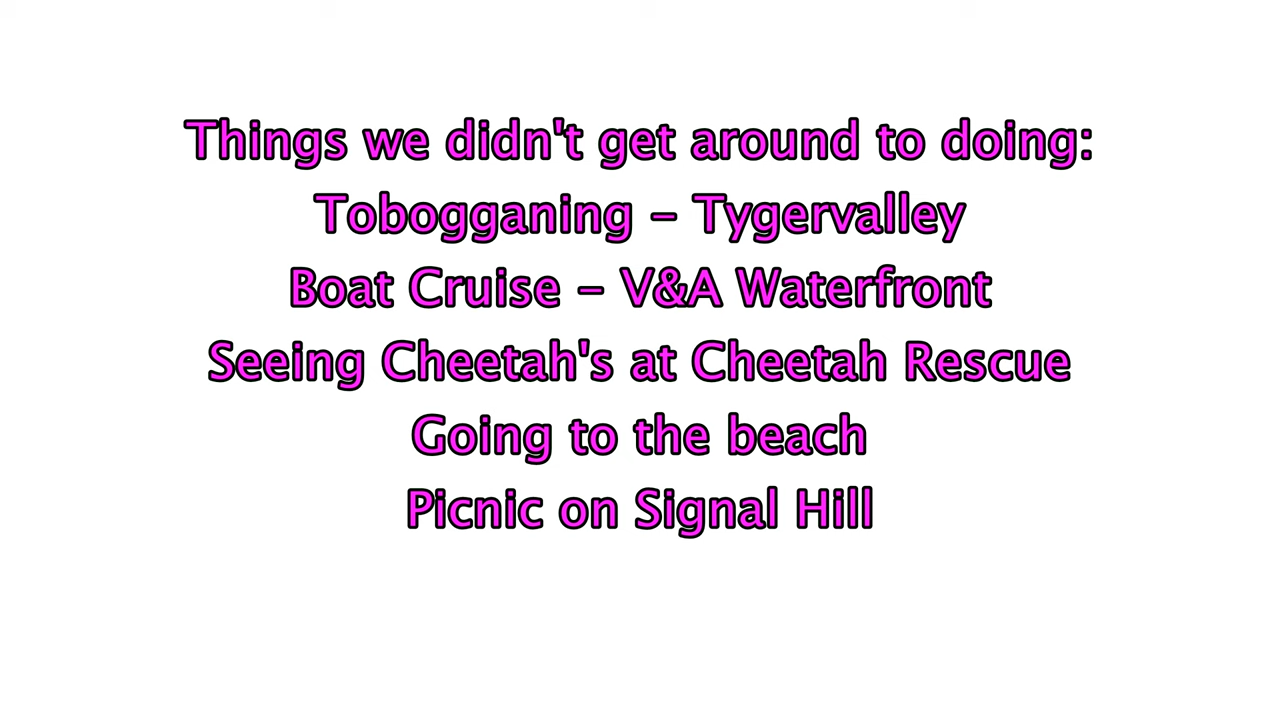 Things we didn't get around to doing:
Tobogganing - Tygervalley
Boat Cruise - V&A Waterfront
Seeing Cheetah's at Cheetah Rescue
Going to the beach
Picnic on Signal Hill